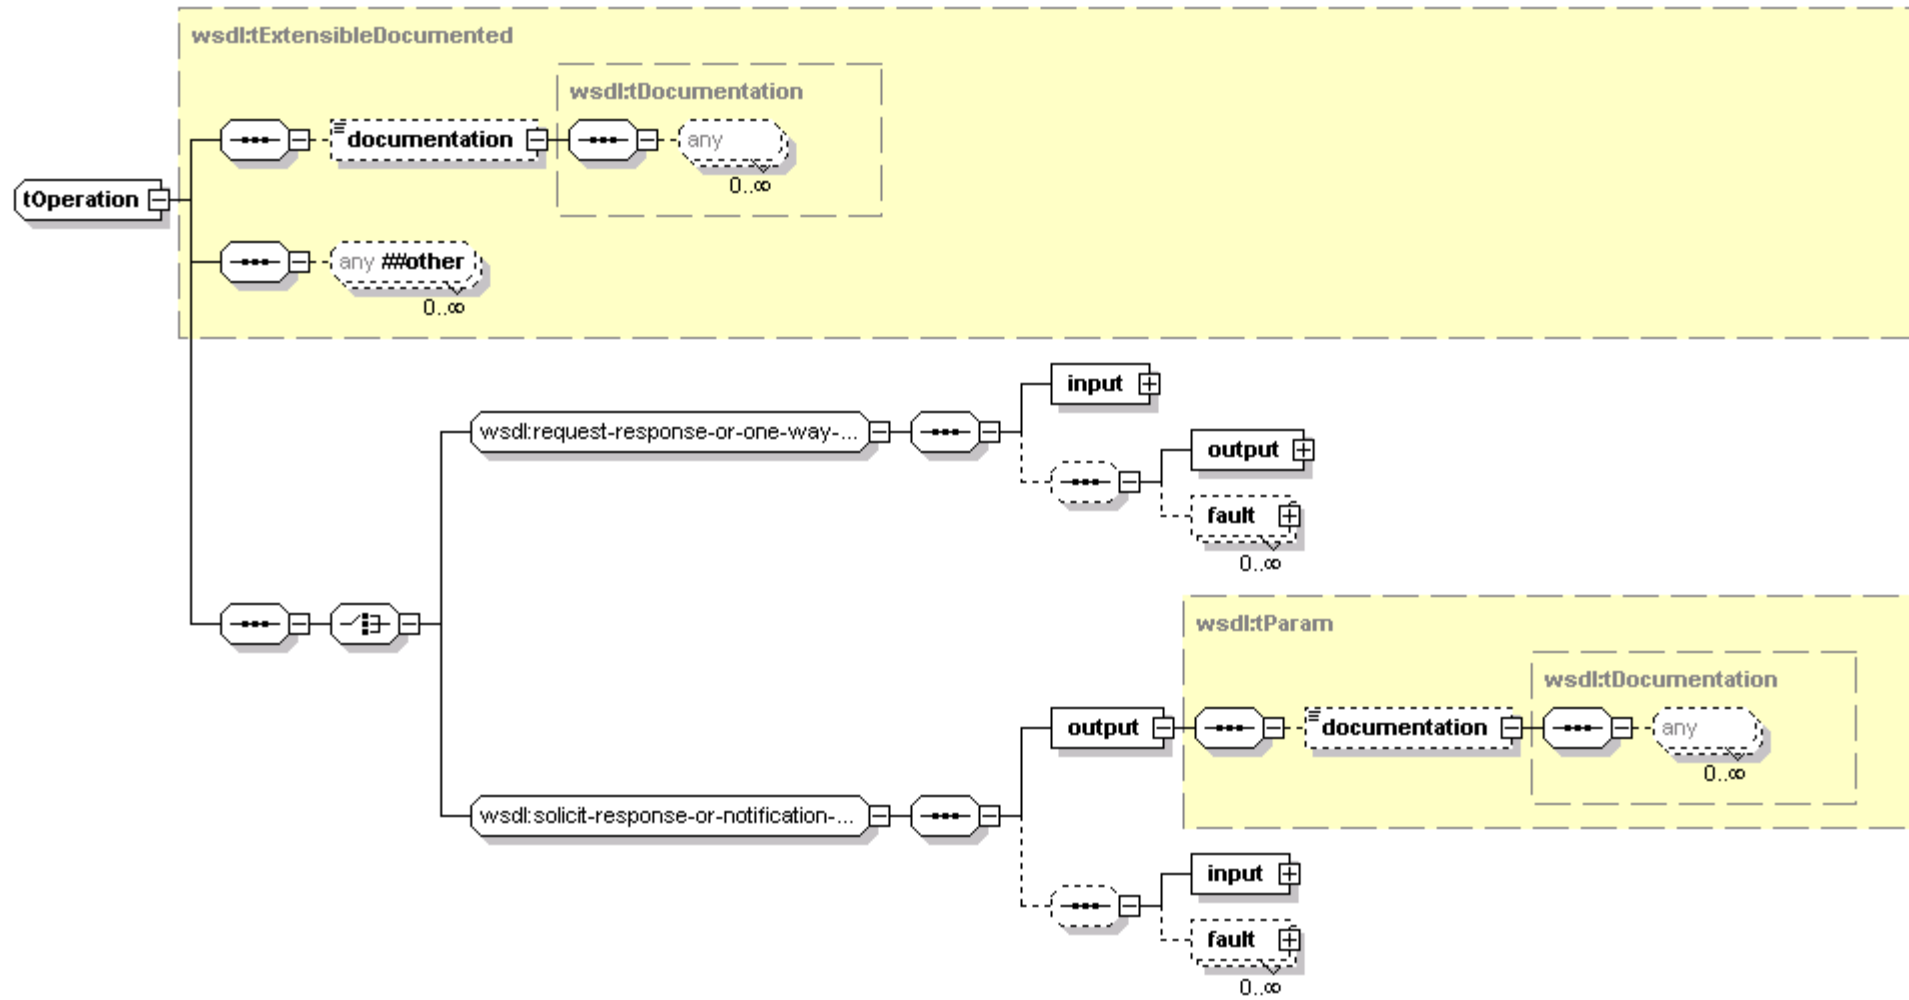 wsdl:tExtensibleDocumented
wsdl:tDocumentation
documentation
any
0..∞
tOperation
any ##other
0..∞
input
wsdl:request-response-or-one-way-...
output
fault
0..∞
wsdl:tParam
wsdl:tDocumentation
output
documentation
any
0..∞
wsdl:solicit-response-or-notification-...
input
fault
0..∞